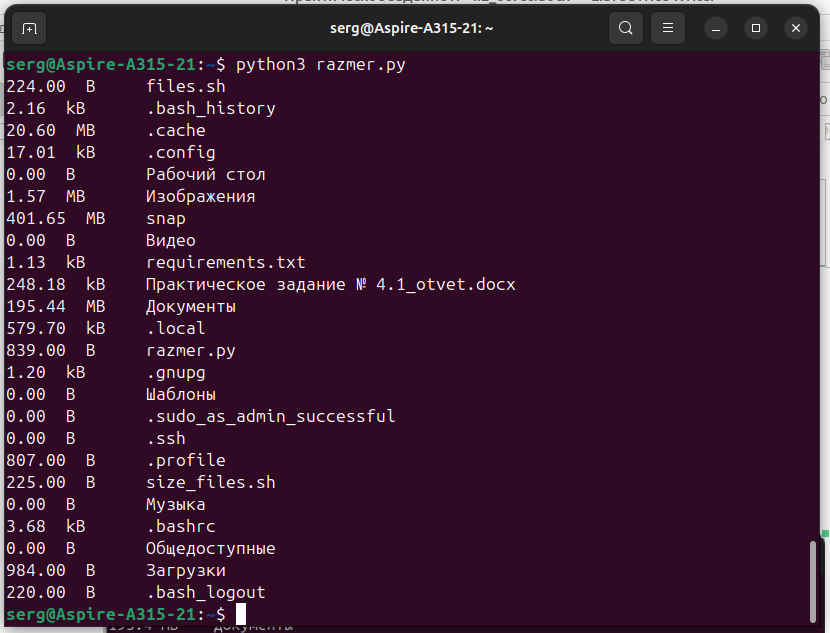 serg@Aspire-A315-21: ~
serg@Aspire-A315-21:~$ python3 razmer.py
224.00  B     files.sh
2.16  kB      .bash_history
20.60  MB     .cache
17.01  kB     .config
0.00  B       Рабочий стол
1.57  MB      Изображения
401.65  MB    snap
0.00  B       Видео
1.13  kB      requirements.txt
248.18  kB    Практическое задание № 4.1_otvet.docx
195.44  MB    Документы
579.70  kB    .local
839.00  B     razmer.py
1.20  kB      .gnupg
0.00  B       Шаблоны
0.00  B       .sudo_as_admin_successful
0.00  B       .ssh
807.00  B     .profile
225.00  B     size_files.sh
0.00  B       Музыка
3.68  kB      .bashrc
0.00  B       Общедоступные
984.00  B     Загрузки
220.00  B     .bash_logout
serg@Aspire-A315-21:~$